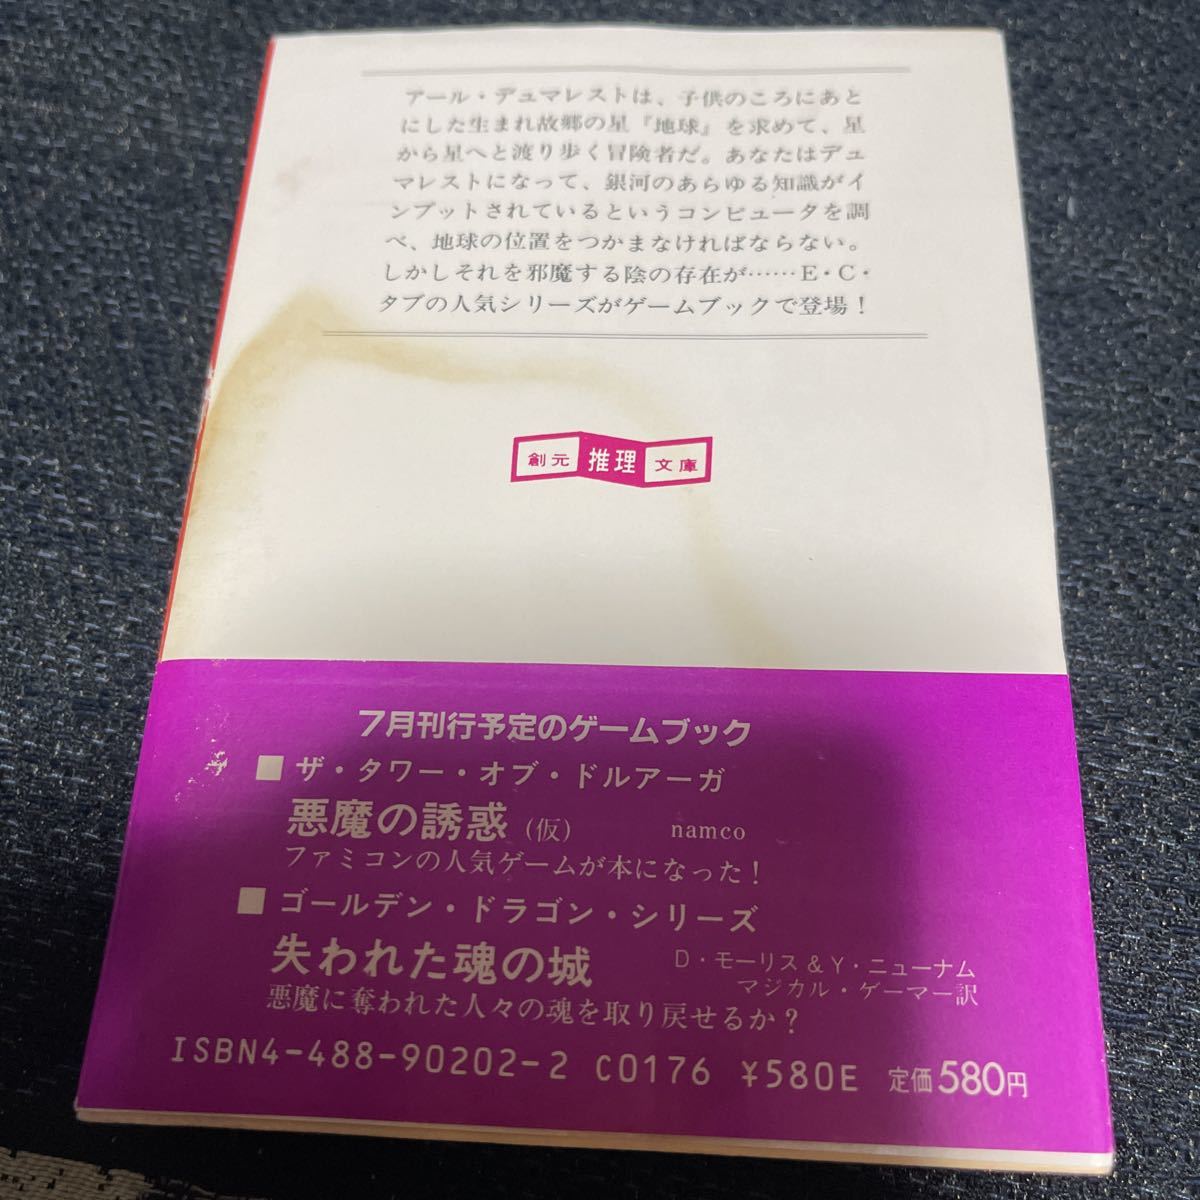 アール・デュマレストは、子供のころにあと
にした生まれ故郷の星『地球』を求めて、星
から星へと渡り歩く冒険者だ。あなたはデュ
マレストになって、銀河のあらゆる知識がイ
ンプットされているというコンピュータを調
べ、地球の位置をつかまなければならない。
しかしそれを邪魔する陰の存在が……E・C・
タブの人気シリーズがゲームブックで登場！
創元 推理 文庫
7月刊行予定のゲームブック
■ ザ・タワー・オブ・ドルアーガ
悪魔の誘惑（仮） namco
ファミコンの人気ゲームが本になった！
■ ゴールデン・ドラゴン・シリーズ
失われた魂の城 D・モーリス＆Y・ニューナム
マジカル・ゲーマー訳
悪魔に奪われた人々の魂を取り戻せるか？
ISBN4-488-90202-2 C0176 ¥580E 定価580円